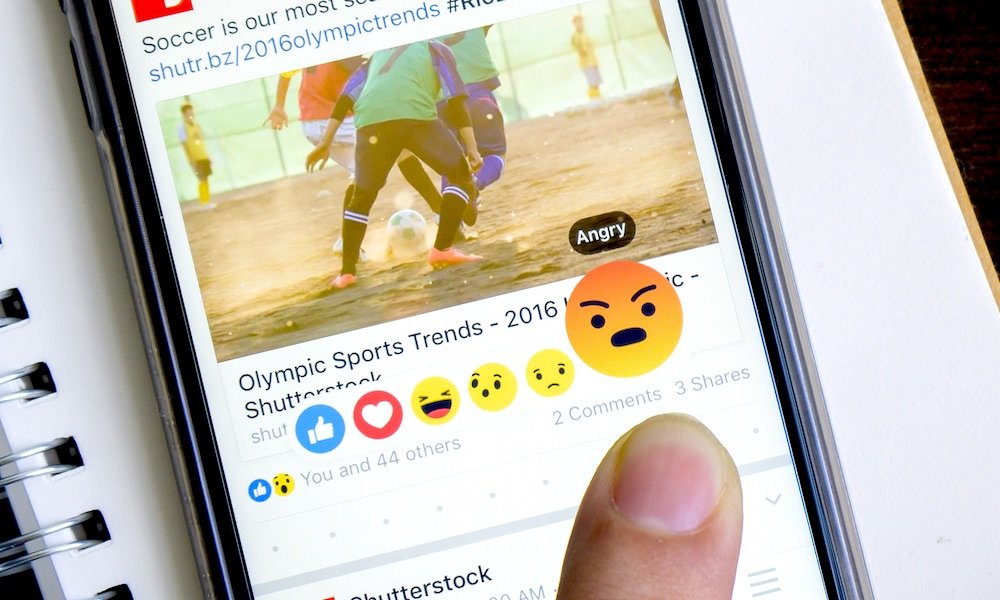 Soccer is our most
shutr.bz/2016olympictrends
Angry
Olympic Sports Trends - 2016
Shutterstock
2 Comments 3 Shares
You and 44 others
Shutterstock
AM